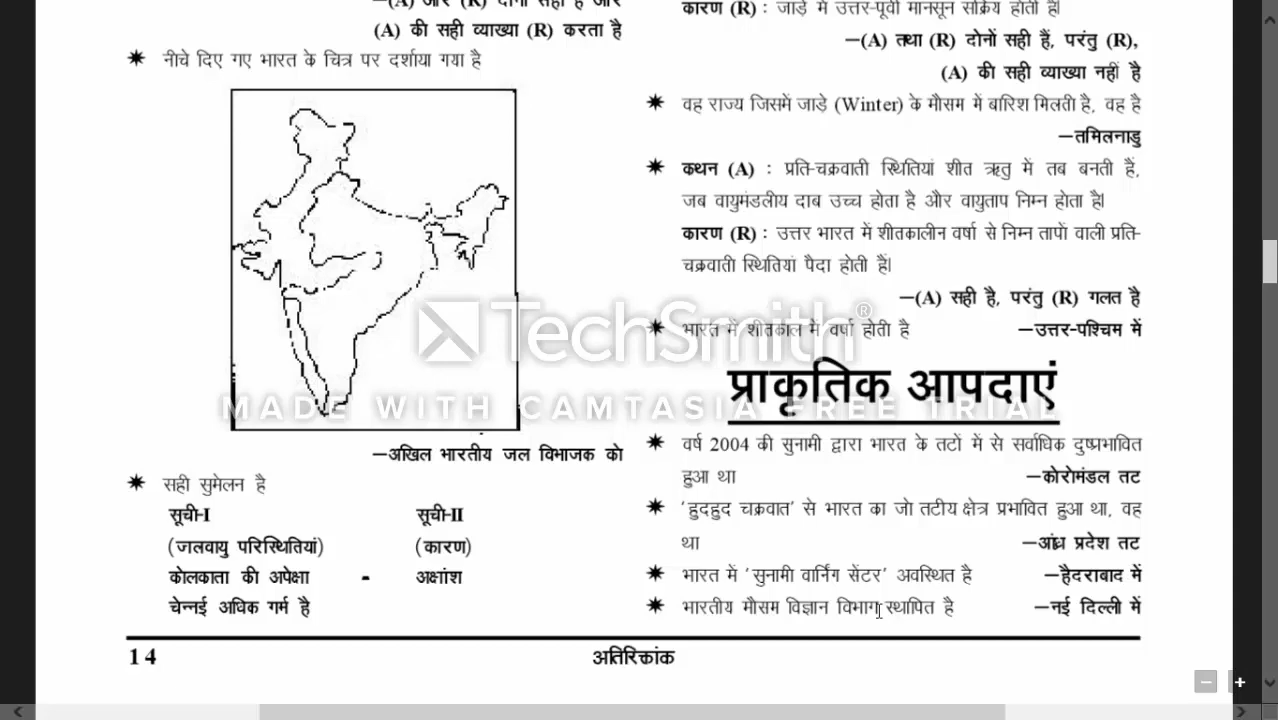 –(A) और (R) दोनों सही हैं और
(A) की सही व्याख्या (R) करता है
✶ नीचे दिए गए भारत के चित्र पर दर्शाया गया है
–अखिल भारतीय जल विभाजक को
✶ सही सुमेलन है
सूची-I सूची-II
(जलवायु परिस्थितियां) (कारण)
कोलकाता की अपेक्षा - अक्षांश
चेन्नई अधिक गर्म है
कारण (R) : जाड़े में उत्तर-पूर्वी मानसून सक्रिय होता है।
–(A) तथा (R) दोनों सही हैं, परंतु (R),
(A) की सही व्याख्या नहीं है
✶ वह राज्य जिसमें जाड़े (Winter) के मौसम में बारिश मिलती है, वह है
–तमिलनाडु
✶ कथन (A) : प्रति-चक्रवाती स्थितियां शीत ऋतु में तब बनती हैं,
जब वायुमंडलीय दाब उच्च होता है और वायुताप निम्न होता है।
कारण (R) : उत्तर भारत में शीतकालीन वर्षा से निम्न तापों वाली प्रति-
चक्रवाती स्थितियां पैदा होती हैं।
–(A) सही है, परंतु (R) गलत है
✶ भारत में शीतकाल में वर्षा होती है –उत्तर-पश्चिम में
प्राकृतिक आपदाएं
✶ वर्ष 2004 की सुनामी द्वारा भारत के तटों में से सर्वाधिक दुष्प्रभावित
हुआ था –कोरोमंडल तट
✶ 'हुदहुद चक्रवात' से भारत का जो तटीय क्षेत्र प्रभावित हुआ था, वह
था –आंध्र प्रदेश तट
✶ भारत में 'सुनामी वार्निंग सेंटर' अवस्थित है –हैदराबाद में
✶ भारतीय मौसम विज्ञान विभाग स्थापित है –नई दिल्ली में
14 अतिरिक्तांक
TechSmith®
MADE WITH CAMTASIA FREE TRIAL